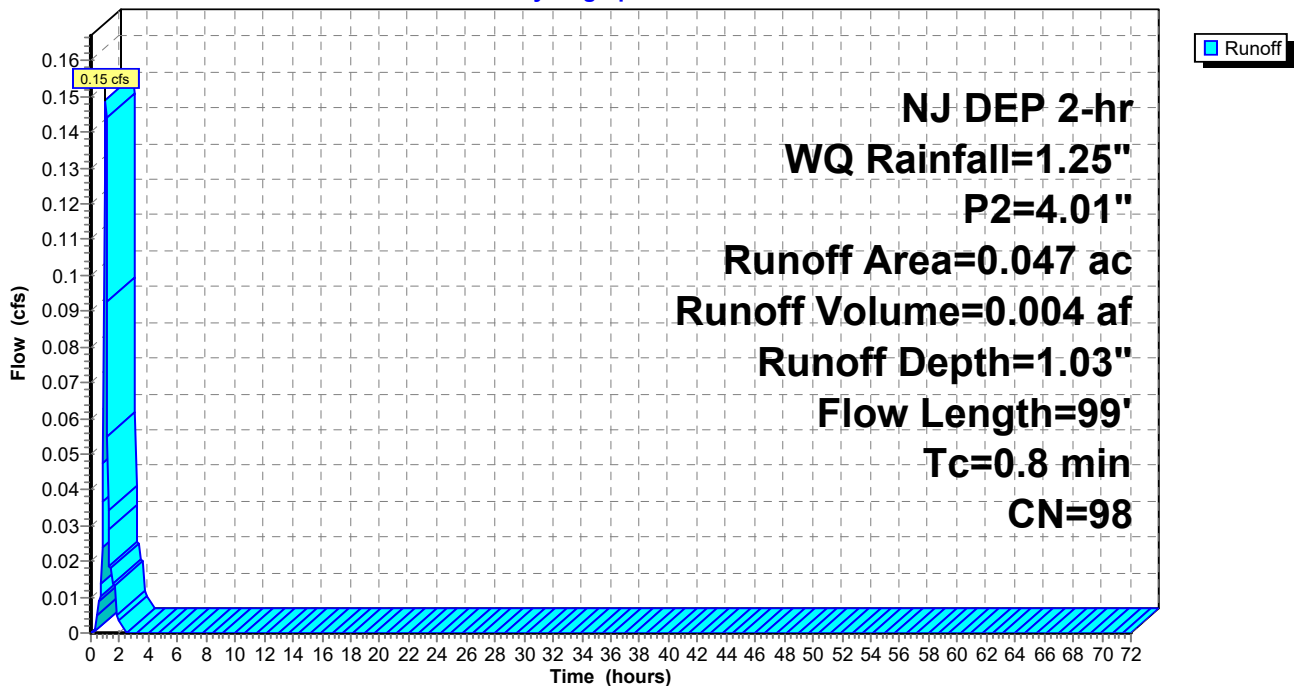 Runoff
0.16
0.15 cfs
0.15
0.14
0.13
0.12
0.11
0.1
0.09
0.08
0.07
0.06
0.05
0.04
0.03
0.02
0.01
0
Flow (cfs)
NJ DEP 2-hr
WQ Rainfall=1.25"
P2=4.01"
Runoff Area=0.047 ac
Runoff Volume=0.004 af
Runoff Depth=1.03"
Flow Length=99'
Tc=0.8 min
CN=98
0 2 4 6 8 10 12 14 16 18 20 22 24 26 28 30 32 34 36 38 40 42 44 46 48 50 52 54 56 58 60 62 64 66 68 70 72
Time (hours)